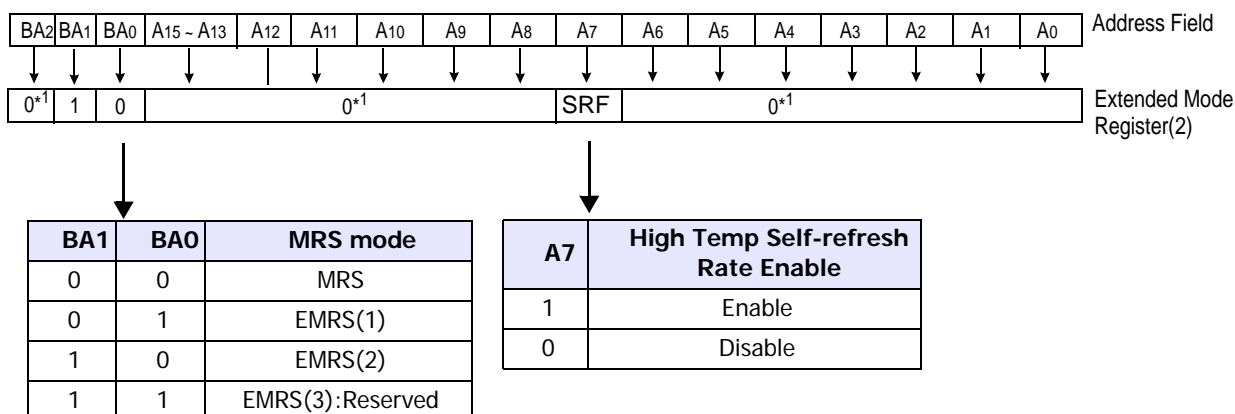 BA2 BA1 BA0 A15 ~ A13 A12 A11 A10 A9 A8 A7 A6 A5 A4 A3 A2 A1 A0 Address Field
0*1 1 0 0*1 SRF 0*1 Extended Mode
Register(2)
BA1 BA0 MRS mode
0 0 MRS
0 1 EMRS(1)
1 0 EMRS(2)
1 1 EMRS(3):Reserved
A7 High Temp Self-refresh
Rate Enable
1 Enable
0 Disable